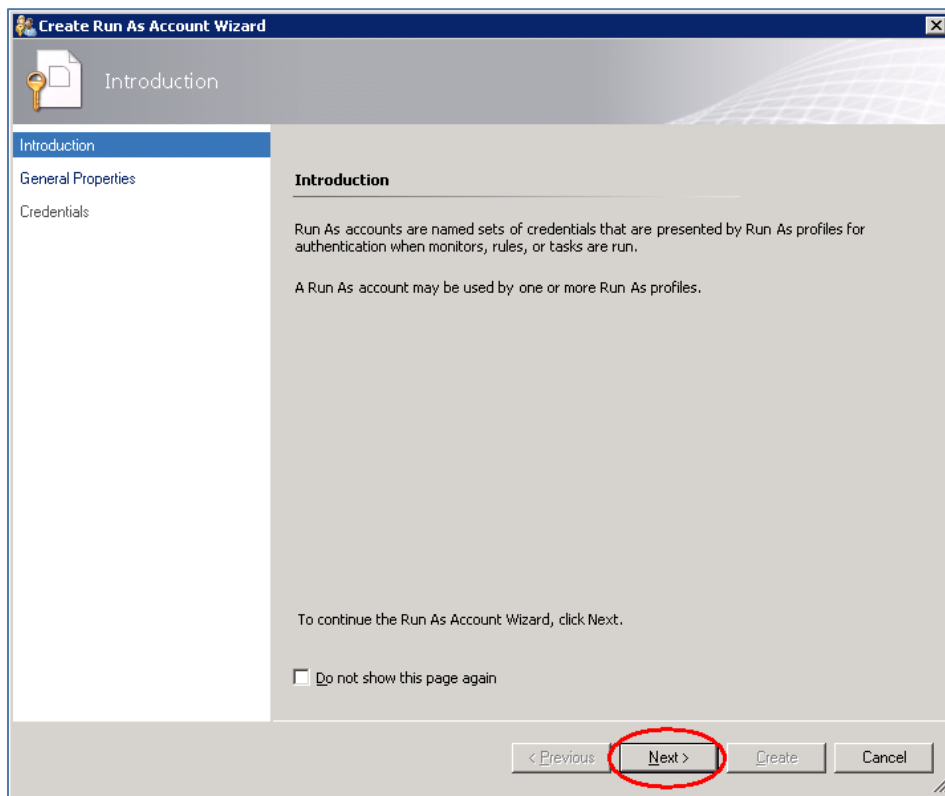 Create Run As Account Wizard
Introduction
Introduction
General Properties
Credentials
Introduction
Run As accounts are named sets of credentials that are presented by Run As profiles for
authentication when monitors, rules, or tasks are run.
A Run As account may be used by one or more Run As profiles.
To continue the Run As Account Wizard, click Next.
Do not show this page again
< Previous Next > Create Cancel